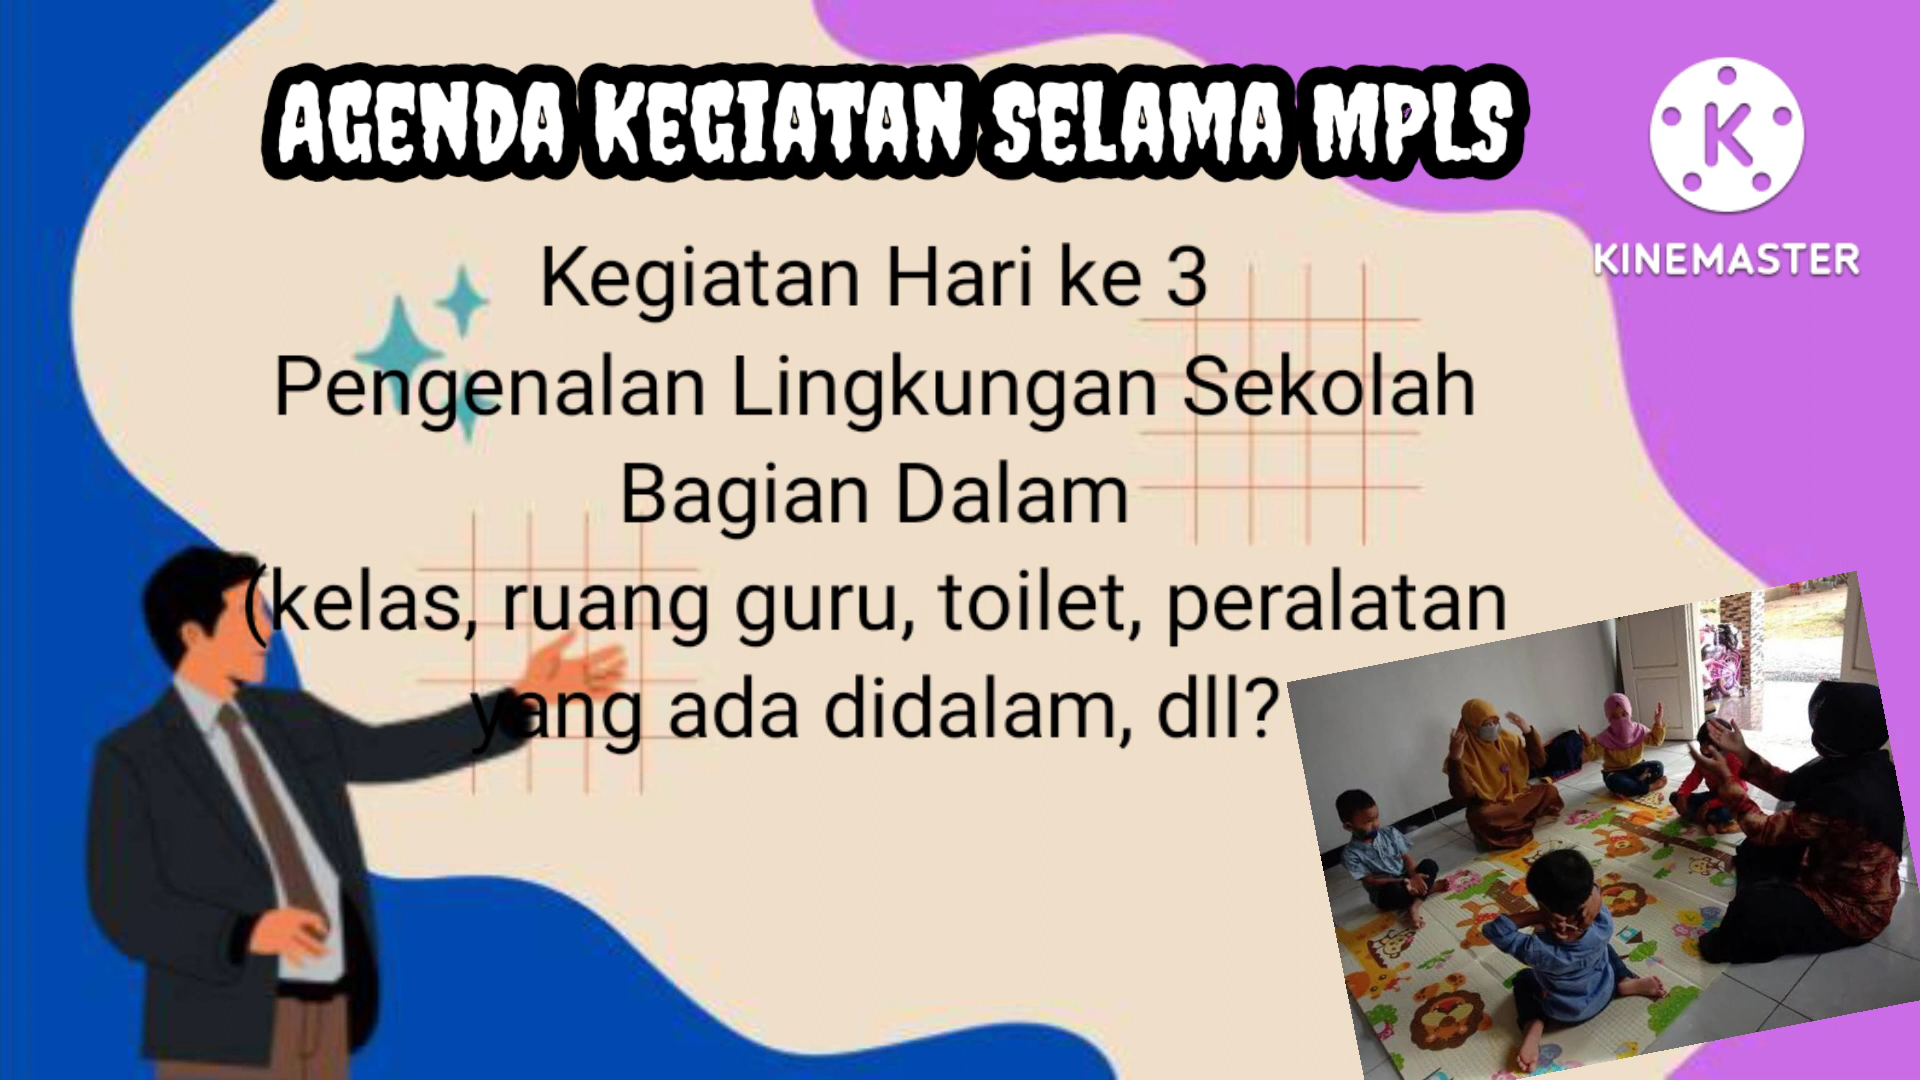 AGENDA KEGIATAN SELAMA MPLS
KINEMASTER
Kegiatan Hari ke 3
Pengenalan Lingkungan Sekolah
Bagian Dalam
(kelas, ruang guru, toilet, peralatan
yang ada didalam, dll?